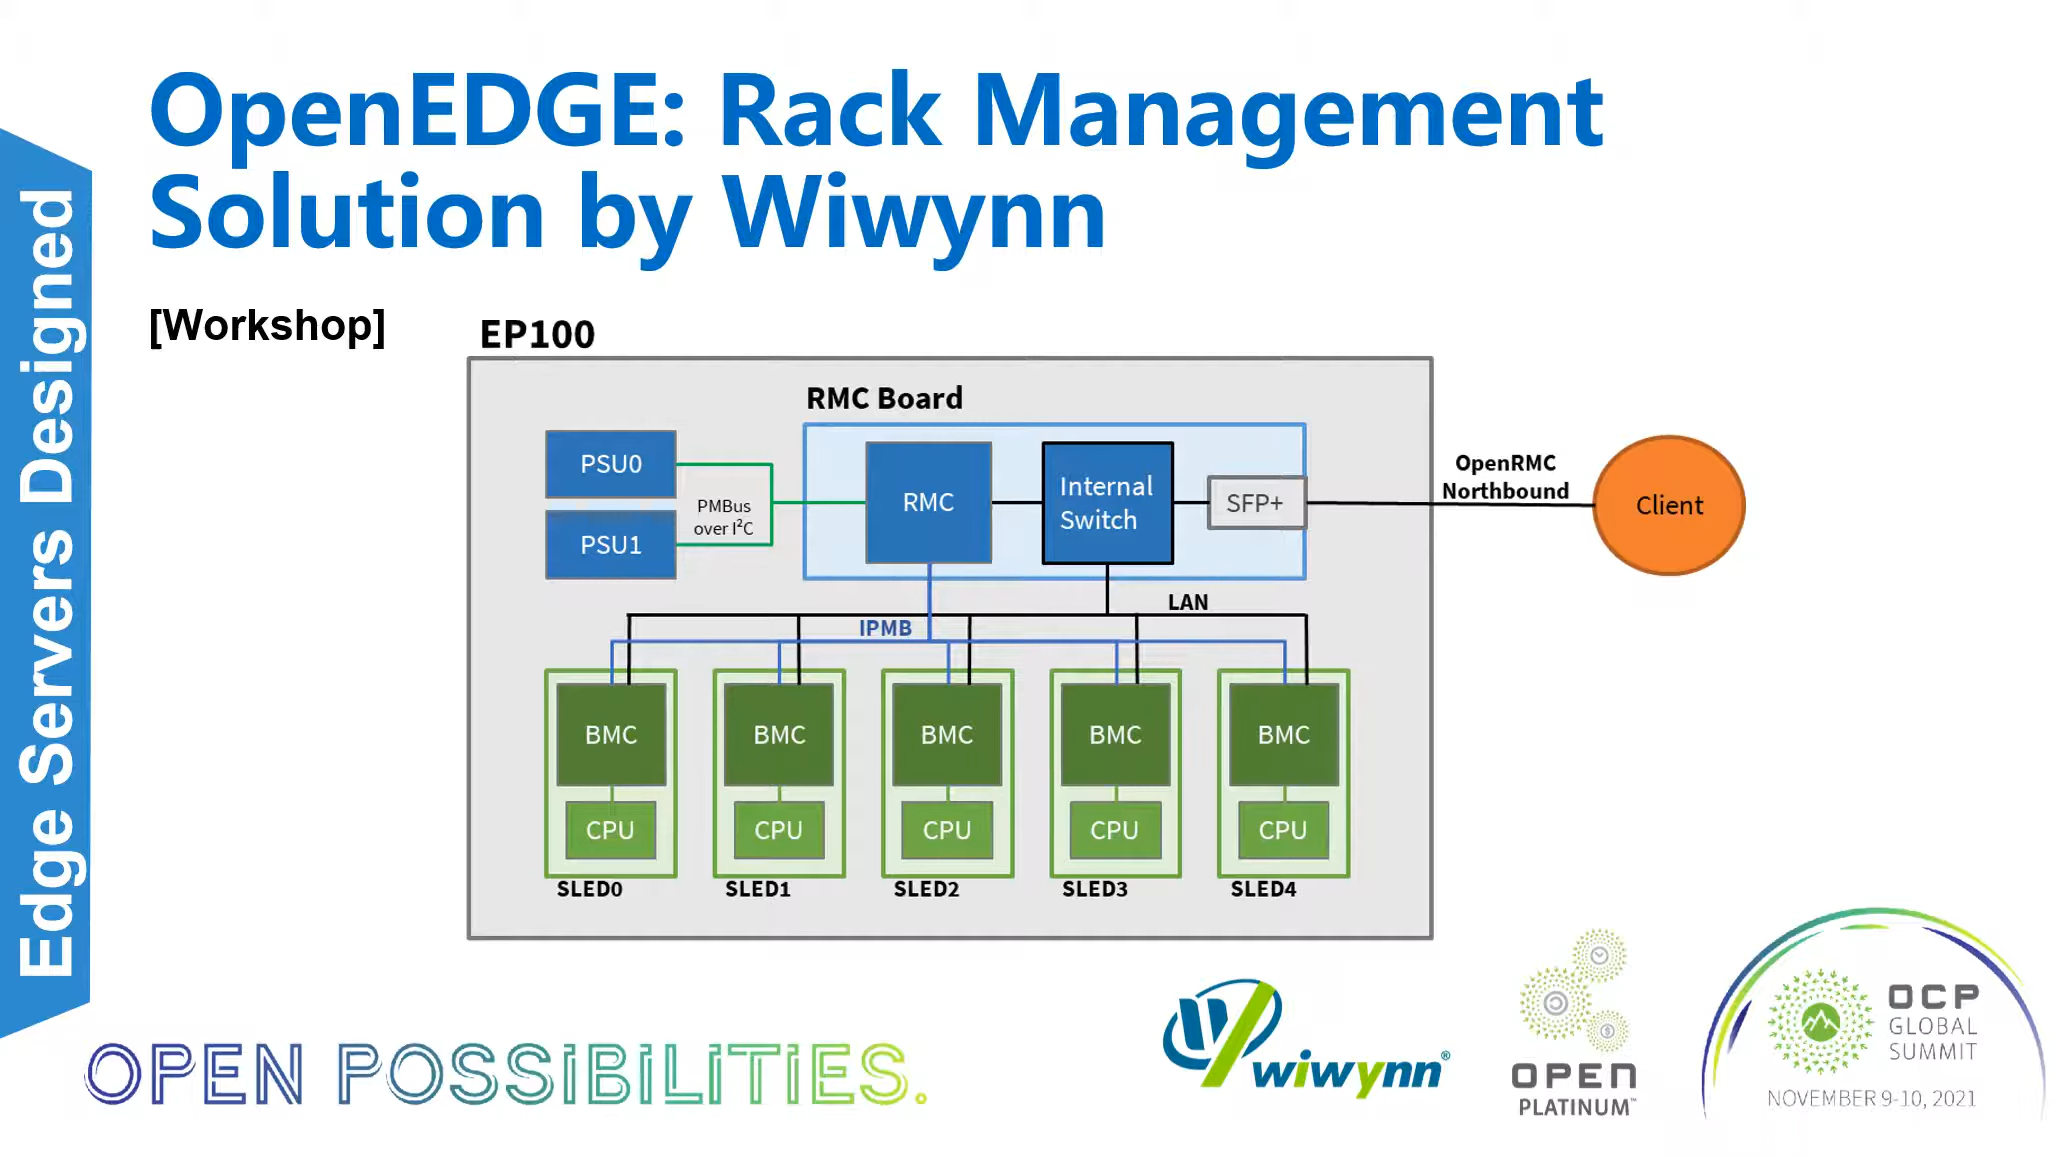 OpenEDGE: Rack Management
Solution by Wiwynn
Edge Servers Designed
[Workshop]
EP100
RMC Board
PSU0
PSU1
PMBus
over I²C
RMC
Internal
Switch
SFP+
OpenRMC
Northbound
Client
LAN
IPMB
BMC
BMC
BMC
BMC
BMC
CPU
CPU
CPU
CPU
CPU
SLED0
SLED1
SLED2
SLED3
SLED4
OPEN POSSIBILITIES.
wiwynn®
OPEN
PLATINUM™
OCP
GLOBAL
SUMMIT
NOVEMBER 9-10, 2021